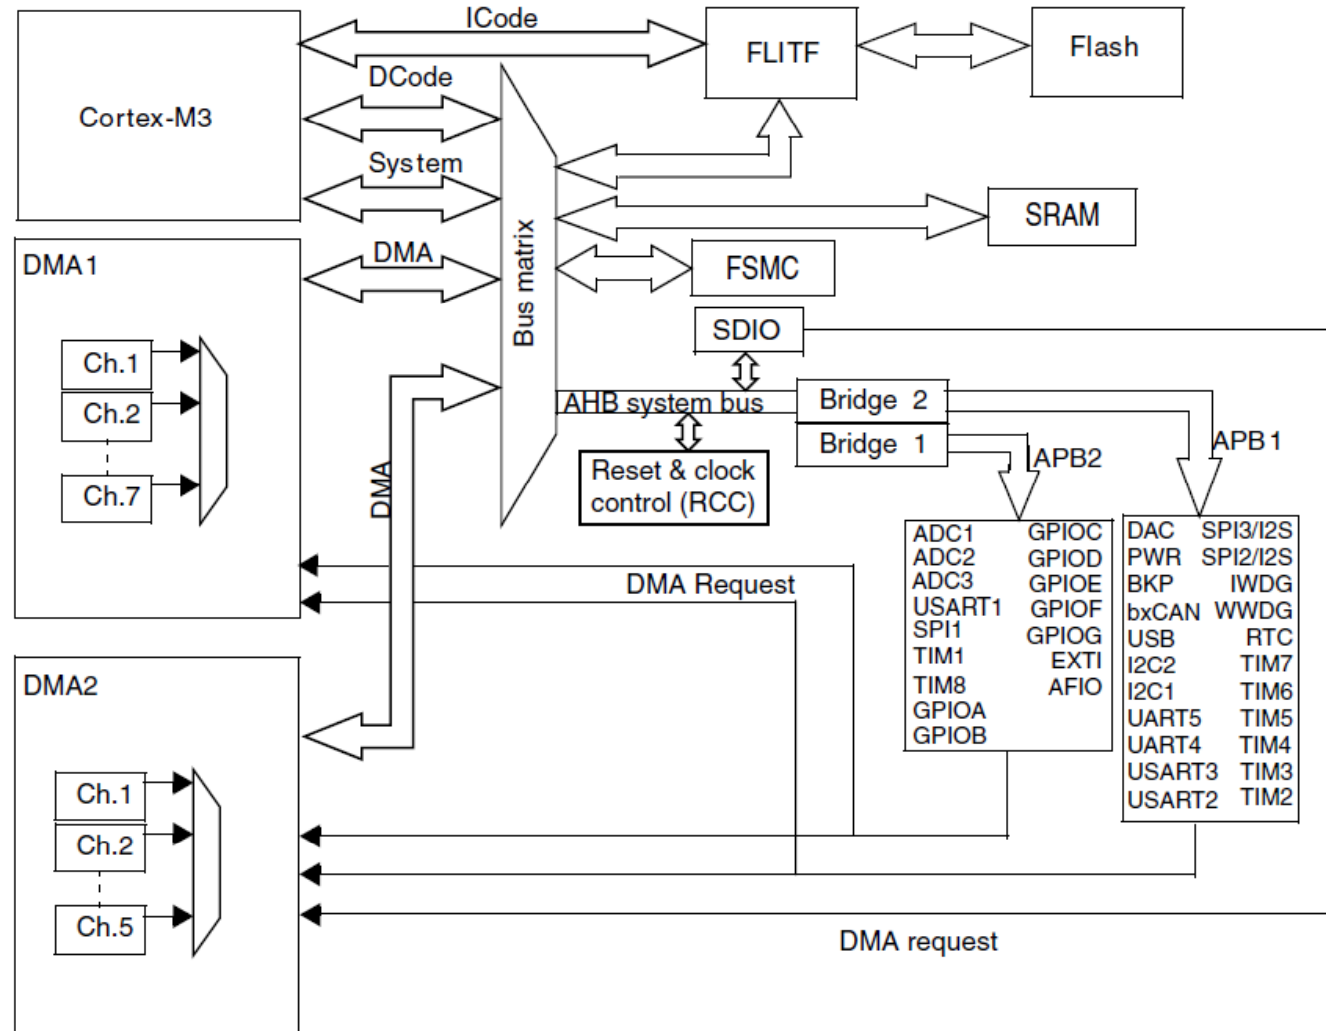 ICode
Cortex-M3
FLITF
Flash
DCode
System
SRAM
DMA1
DMA
Bus matrix
FSMC
SDIO
Ch.1
Ch.2
Ch.7
AHB system bus
Bridge 2
Bridge 1
APB2
APB1
Reset & clock
control (RCC)
DMA
DMA Request
ADC1 GPIOC
ADC2 GPIOD
ADC3 GPIOE
USART1 GPIOF
SPI1 GPIOG
TIM1 EXTI
TIM8 AFIO
GPIOA
GPIOB
DAC SPI3/I2S
PWR SPI2/I2S
BKP IWDG
bxCAN WWDG
USB RTC
I2C2 TIM7
I2C1 TIM6
UART5 TIM5
UART4 TIM4
USART3 TIM3
USART2 TIM2
DMA2
Ch.1
Ch.2
Ch.5
DMA request